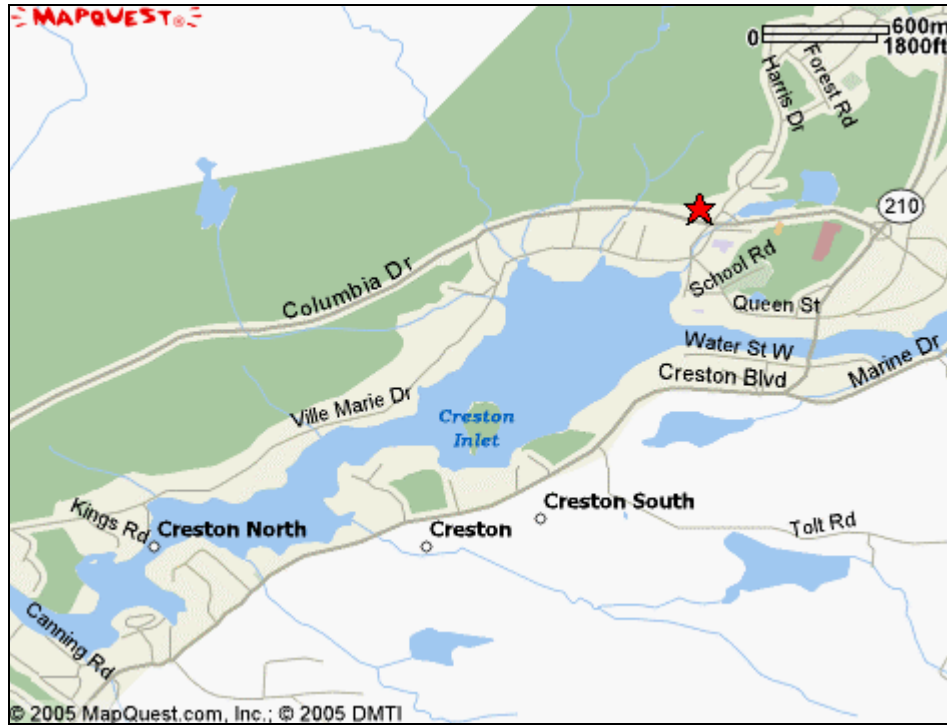 MAPQUEST®
0
600m
1800ft
Harris Dr
Forest Rd
210
Columbia Dr
School Rd
Queen St
Water St W
Creston Blvd
Marine Dr
Ville Marie Dr
Creston
Inlet
Kings Rd
Creston North
Creston
Creston South
Tolt Rd
Canning Rd
© 2005 MapQuest.com, Inc.; © 2005 DMTI